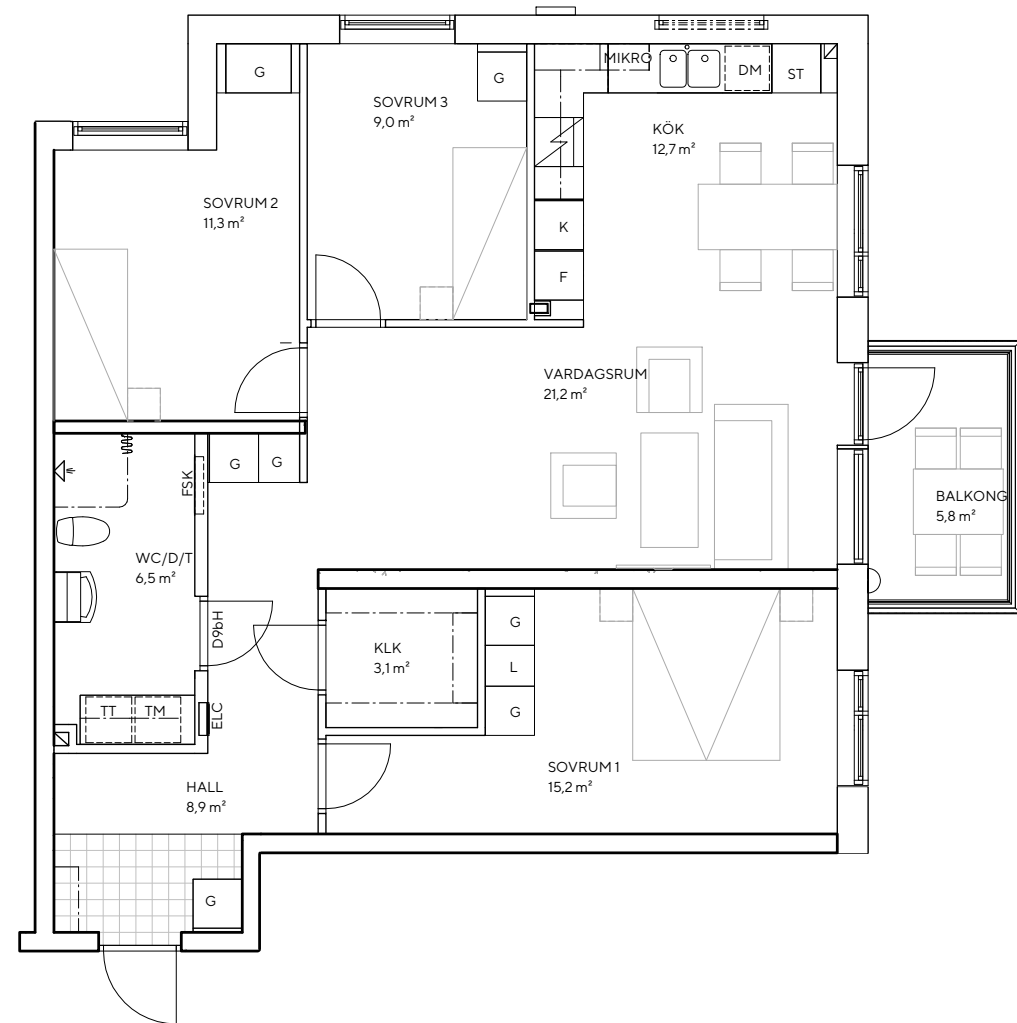 G
MIKRO
DM
ST
SOVRUM 3
9,0 m²
G
KÖK
12,7 m²
SOVRUM 2
11,3 m²
K
F
VARDAGSRUM
21,2 m²
G
G
FSK
BALKONG
5,8 m²
WC/D/T
6,5 m²
D9bH
KLK
3,1 m²
G
L
G
TT
TM
ELC
SOVRUM 1
15,2 m²
HALL
8,9 m²
G